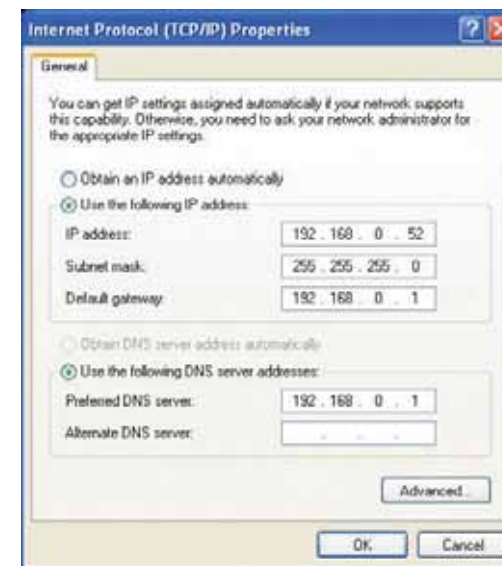 Internet Protocol (TCP/IP) Properties
General
You can get IP settings assigned automatically if your network supports
this capability. Otherwise, you need to ask your network administrator for
the appropriate IP settings.
Obtain an IP address automatically
Use the following IP address:
IP address: 192 . 168 . 0 . 52
Subnet mask: 255 . 255 . 255 . 0
Default gateway: 192 . 168 . 0 . 1
Obtain DNS server address automatically
Use the following DNS server addresses:
Preferred DNS server: 192 . 168 . 0 . 1
Alternate DNS server: . . .
Advanced...
OK Cancel